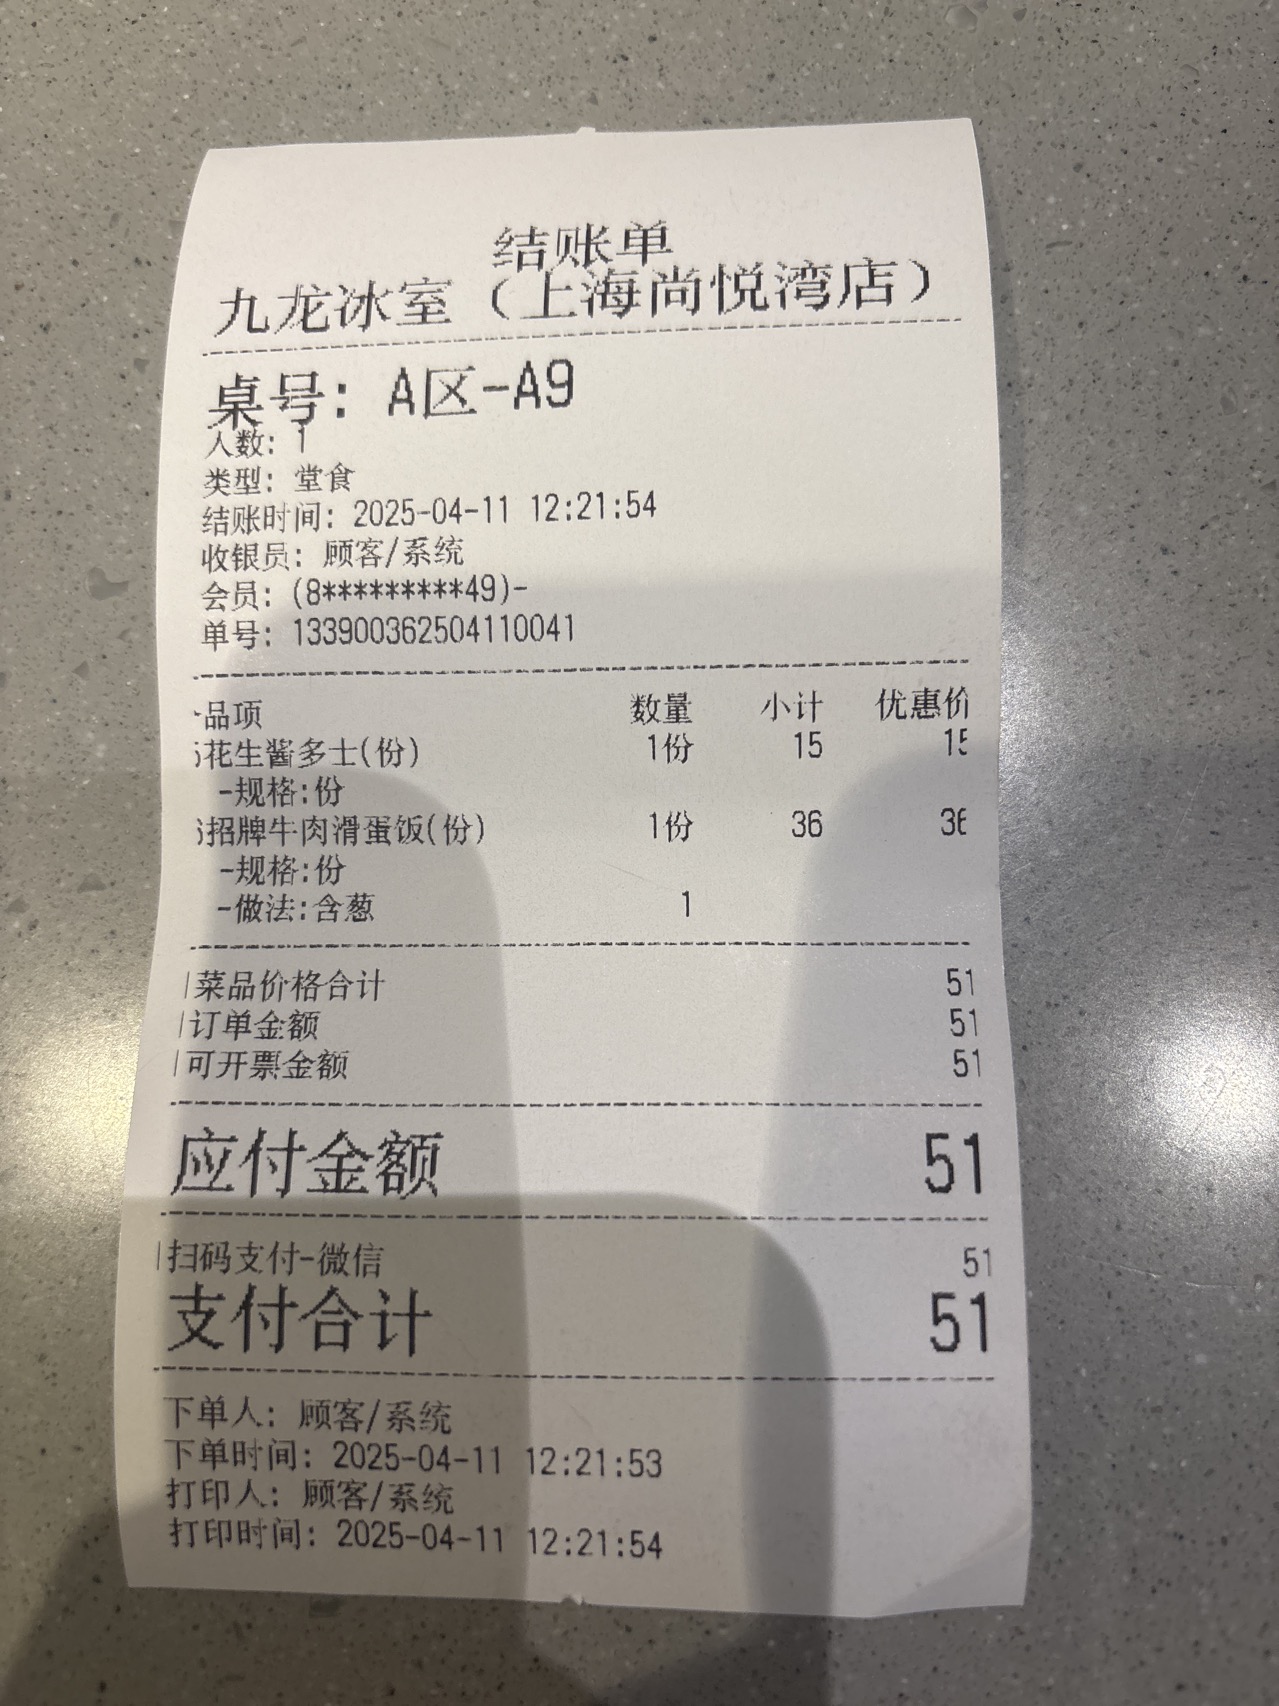 结账单
九龙冰室（上海尚悦湾店）
桌号: A区-A9
人数: 1
类型: 堂食
结账时间: 2025-04-11 12:21:54
收银员: 顾客/系统
会员: (8*********49)-
单号: 133900362504110041
品项 数量 小计 优惠价
花生酱多士(份) 1份 15 15
-规格:份
招牌牛肉滑蛋饭(份) 1份 36 36
-规格:份
-做法:含葱 1
菜品价格合计 51
订单金额 51
可开票金额 51
应付金额 51
扫码支付-微信 51
支付合计 51
下单人: 顾客/系统
下单时间: 2025-04-11 12:21:53
打印人: 顾客/系统
打印时间: 2025-04-11 12:21:54